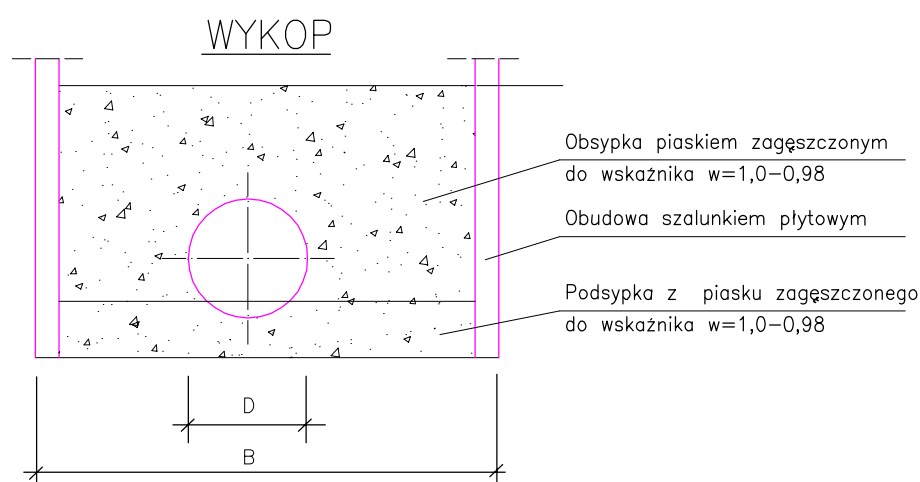 WYKOP
Obsypka piaskiem zagęszczonym
do wskaźnika w=1,0-0,98
Obudowa szalunkiem płytowym
Podsypka z piasku zagęszczonego
do wskaźnika w=1,0-0,98
D
B